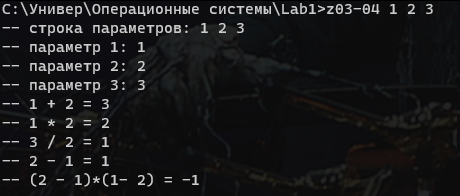 C:\Универ\Операционные системы\Lab1>z03-04 1 2 3
-- строка параметров: 1 2 3
-- параметр 1: 1
-- параметр 2: 2
-- параметр 3: 3
-- 1 + 2 = 3
-- 1 * 2 = 2
-- 3 / 2 = 1
-- 2 - 1 = 1
-- (2 - 1)*(1- 2) = -1